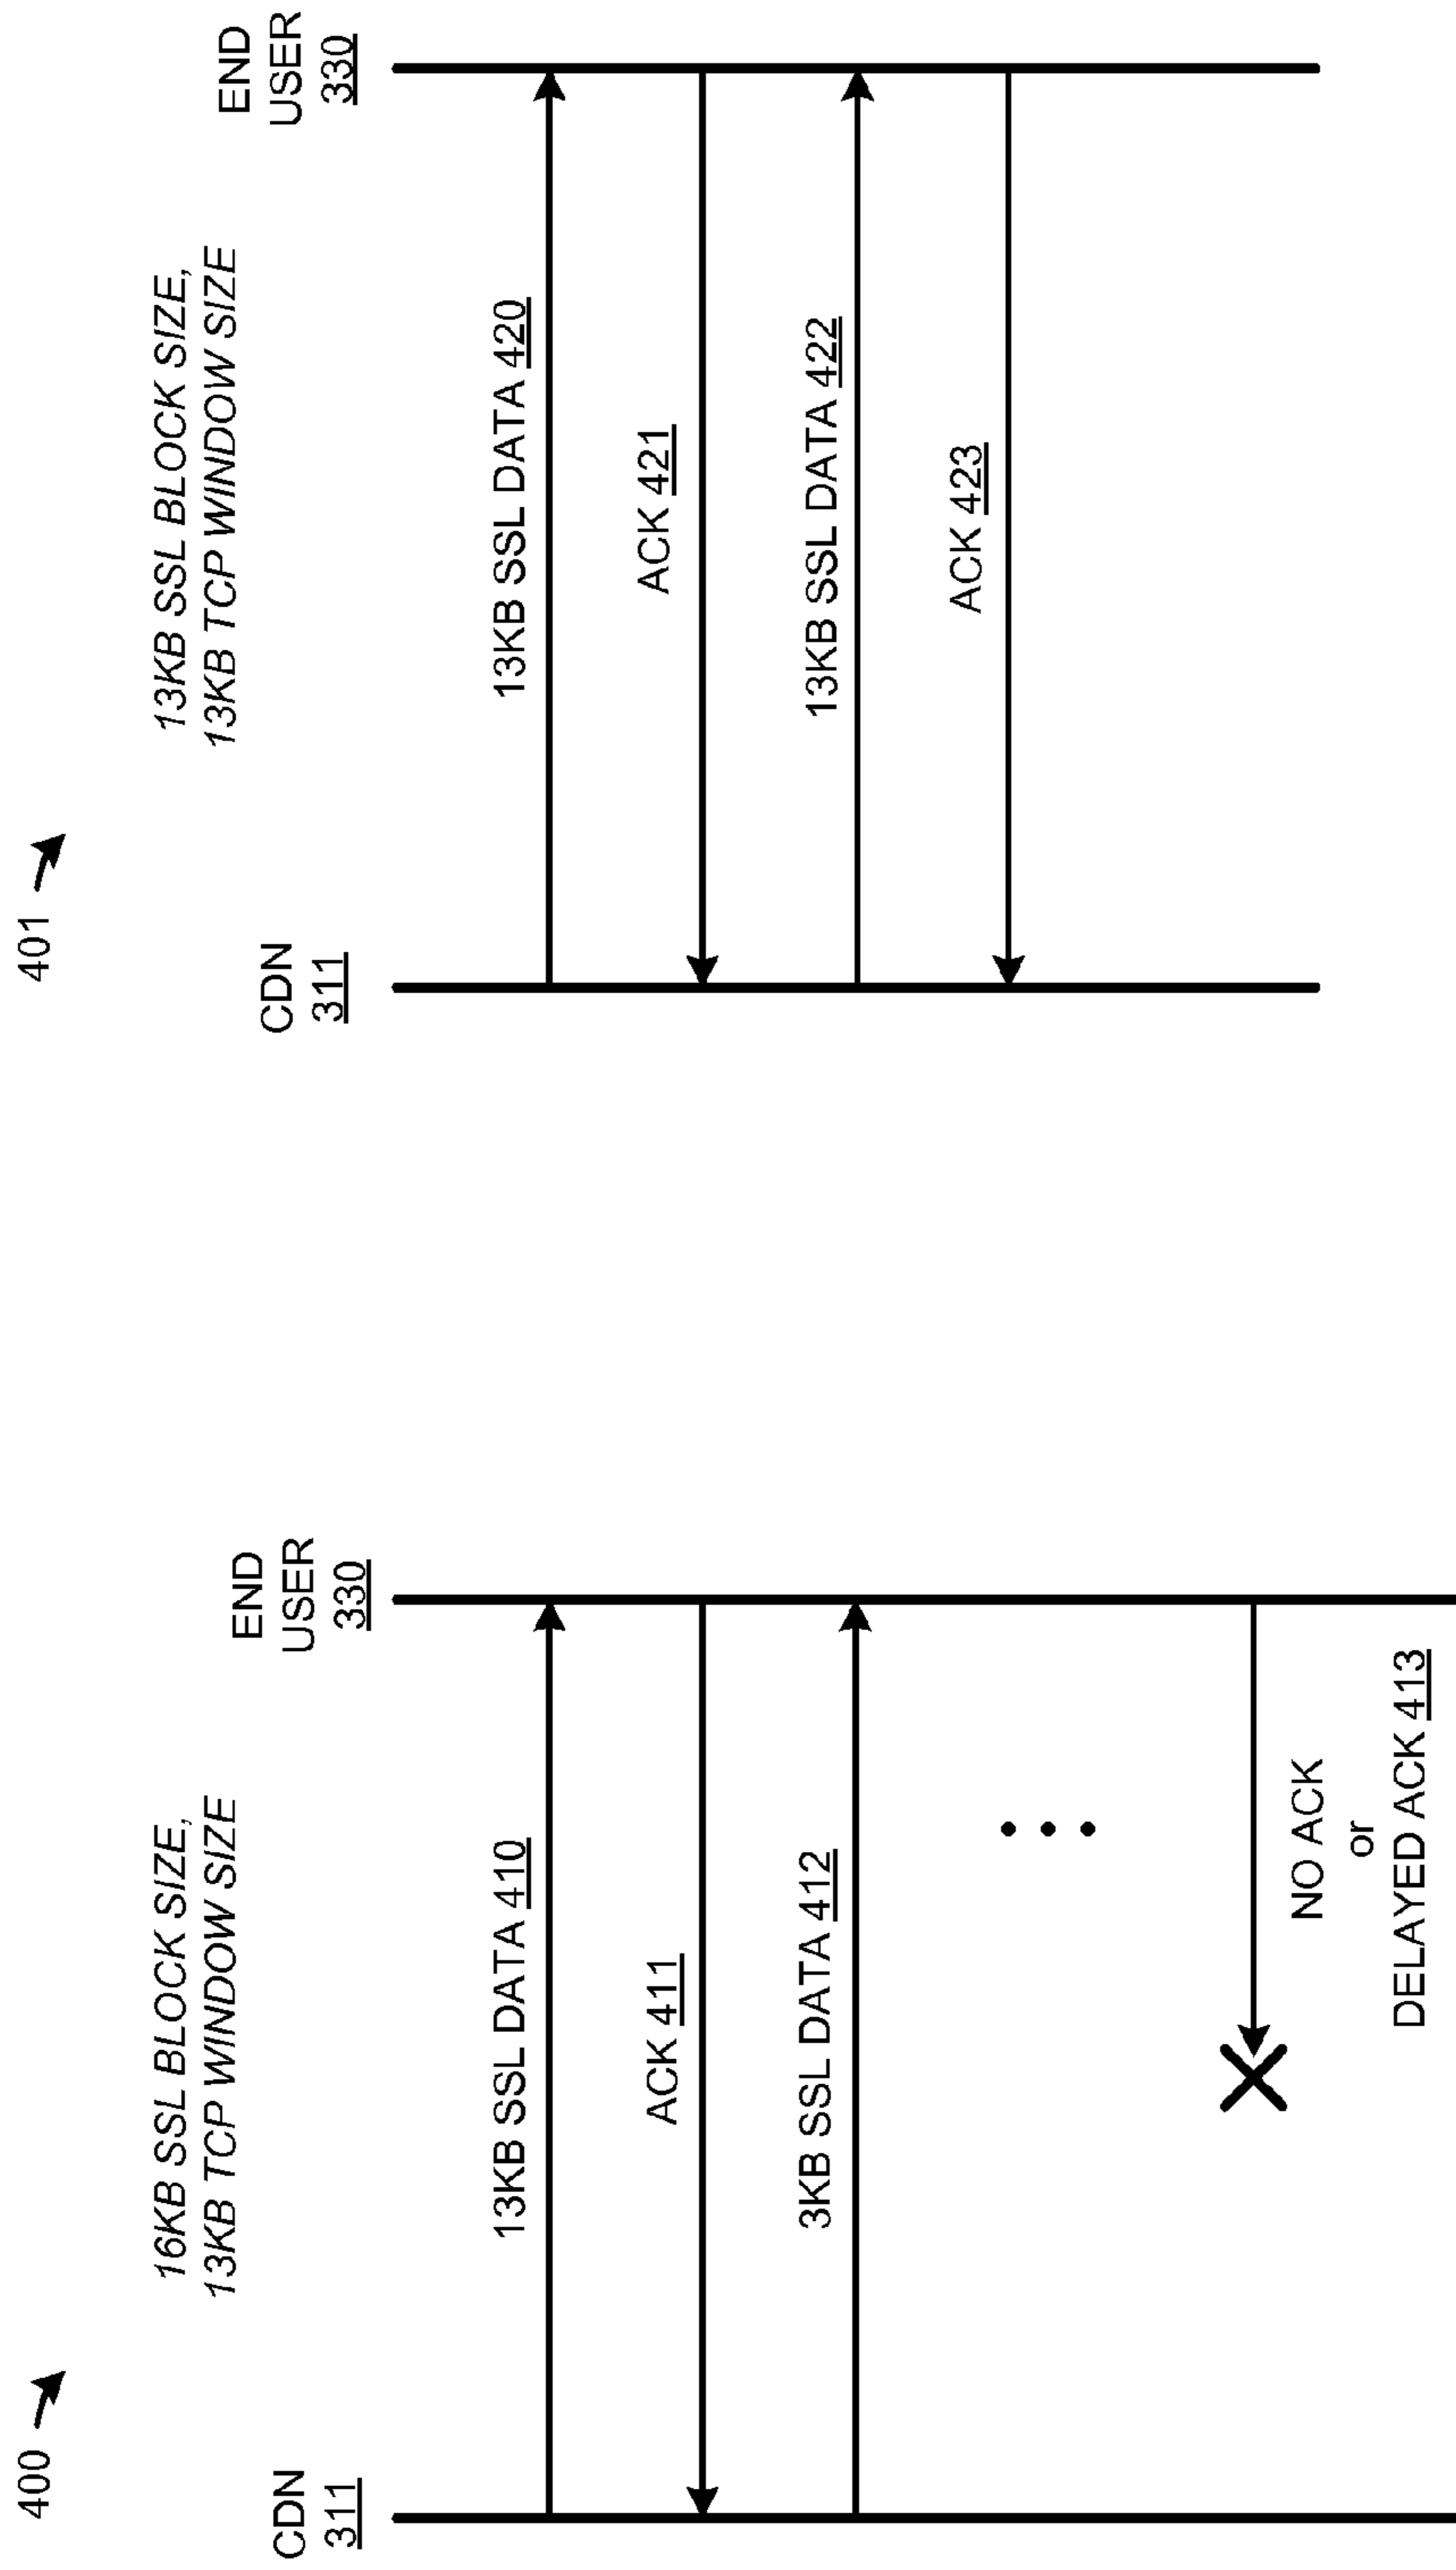 400
16KB SSL BLOCK SIZE,
13KB TCP WINDOW SIZE
CDN
311
END
USER
330
13KB SSL DATA 410
ACK 411
3KB SSL DATA 412
NO ACK
or
DELAYED ACK 413
401
13KB SSL BLOCK SIZE,
13KB TCP WINDOW SIZE
CDN
311
END
USER
330
13KB SSL DATA 420
ACK 421
13KB SSL DATA 422
ACK 423